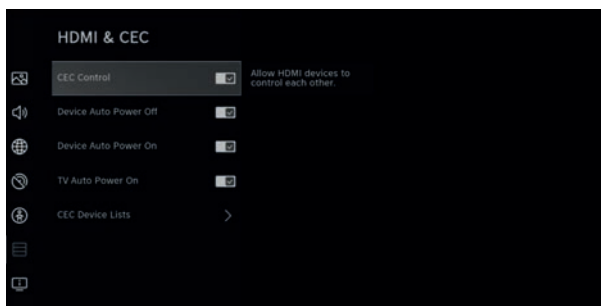 HDMI & CEC
CEC Control
Allow HDMI devices to
control each other.
Device Auto Power Off
Device Auto Power On
TV Auto Power On
CEC Device Lists